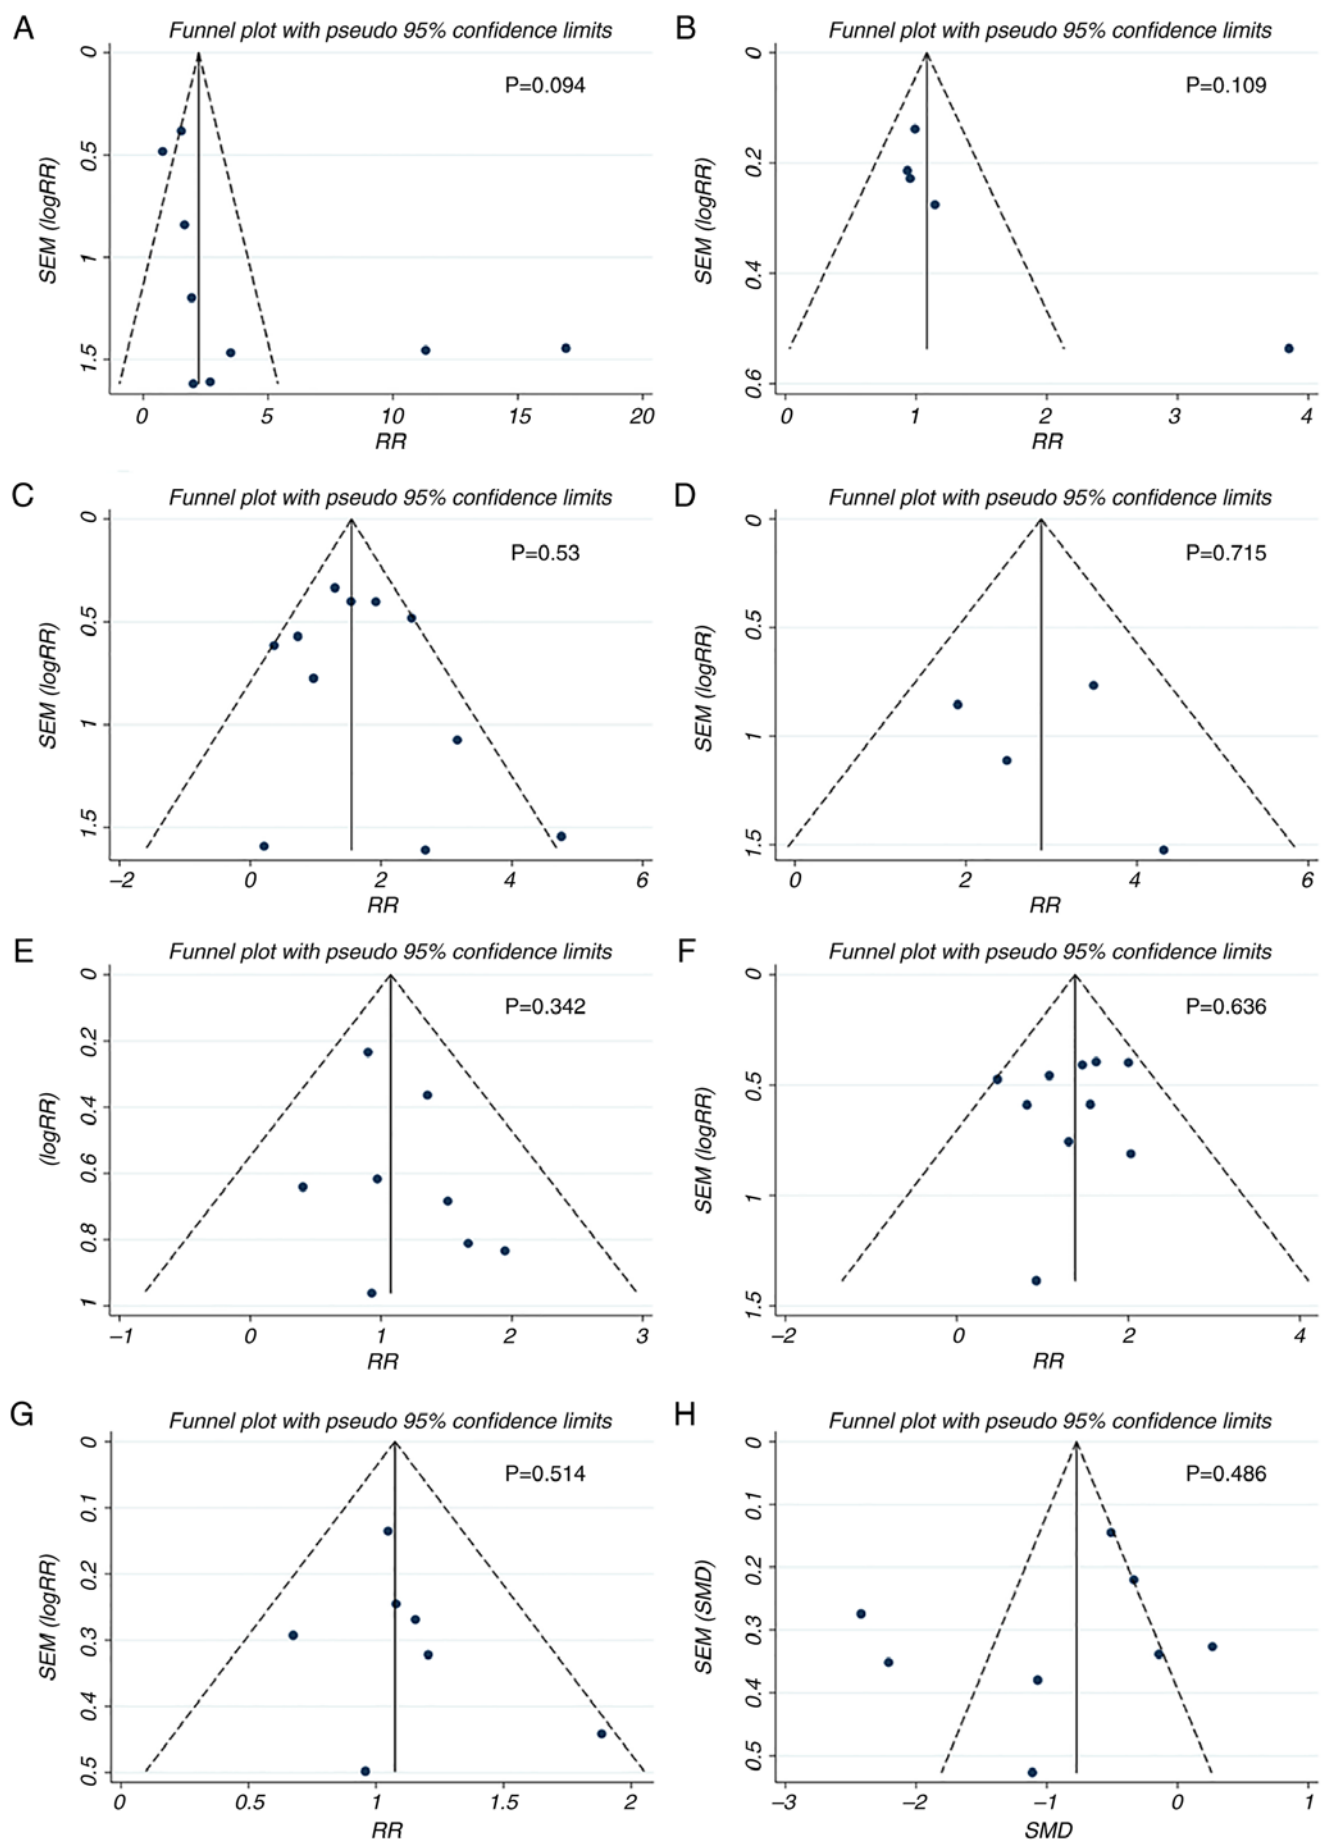 A
Funnel plot with pseudo 95% confidence limits
P=0.094
SEM (logRR)
0
0.5
1
1.5
0 5 10 15 20
RR
B
Funnel plot with pseudo 95% confidence limits
P=0.109
SEM (logRR)
0
0.2
0.4
0.6
0 1 2 3 4
RR
C
Funnel plot with pseudo 95% confidence limits
P=0.53
SEM (logRR)
0
0.5
1
1.5
–2 0 2 4 6
RR
D
Funnel plot with pseudo 95% confidence limits
P=0.715
SEM (logRR)
0
0.5
1
1.5
0 2 4 6
RR
E
Funnel plot with pseudo 95% confidence limits
P=0.342
(logRR)
0
0.2
0.4
0.6
0.8
1
–1 0 1 2 3
RR
F
Funnel plot with pseudo 95% confidence limits
P=0.636
SEM (logRR)
0
0.5
1
1.5
–2 0 2 4
RR
G
Funnel plot with pseudo 95% confidence limits
P=0.514
SEM (logRR)
0
0.1
0.2
0.3
0.4
0.5
0 0.5 1 1.5 2
RR
H
Funnel plot with pseudo 95% confidence limits
P=0.486
SEM (SMD)
0
0.1
0.2
0.3
0.4
0.5
–3 –2 –1 0 1
SMD